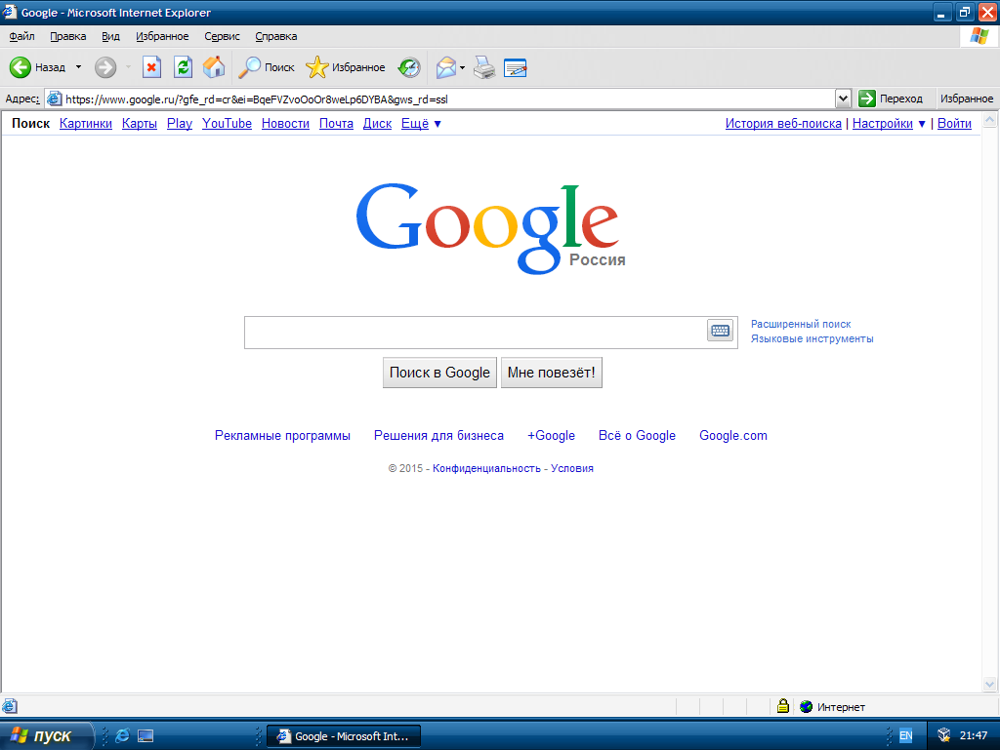 Google - Microsoft Internet Explorer
Файл Правка Вид Избранное Сервис Справка
Назад Поиск Избранное
Адрес: https://www.google.ru/?gfe_rd=cr&ei=BqeFVZvoOoOr8weLp6DYBA&gws_rd=ssl Переход Избранное
Поиск Картинки Карты Play YouTube Новости Почта Диск Ещё ▼ История веб-поиска | Настройки ▼ | Войти
Google
Россия
Расширенный поиск
Языковые инструменты
Поиск в Google Мне повезёт!
Рекламные программы Решения для бизнеса +Google Всё о Google Google.com
© 2015 - Конфиденциальность - Условия
Интернет
пуск Google - Microsoft Int... EN 21:47